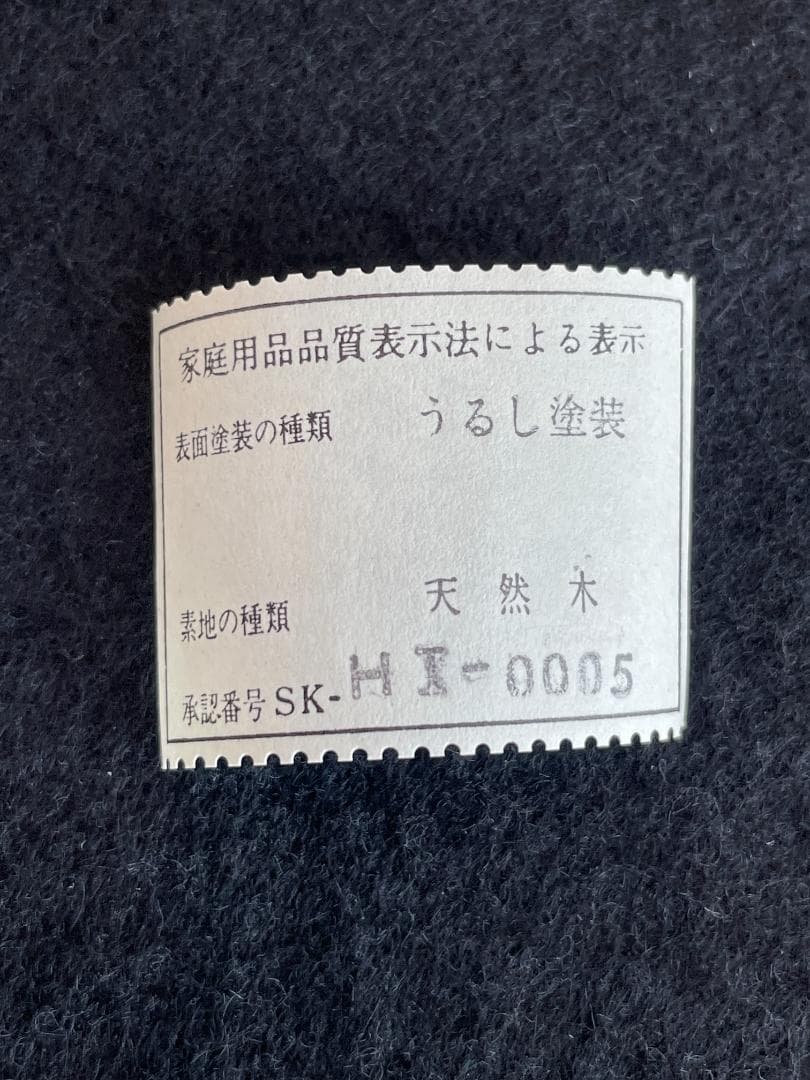 家庭用品品質表示法による表示
表面塗装の種類 うるし塗装
素地の種類 天然木
承認番号 SK-HI-0005